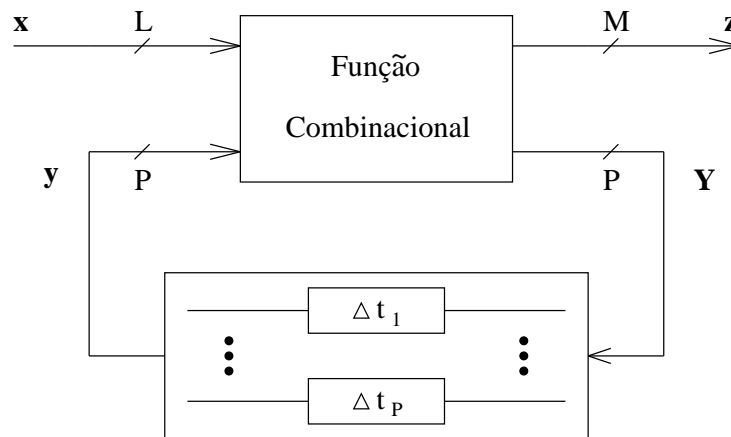 x L M z
Função
Combinacional
y P P Y
△ t 1
△ t P